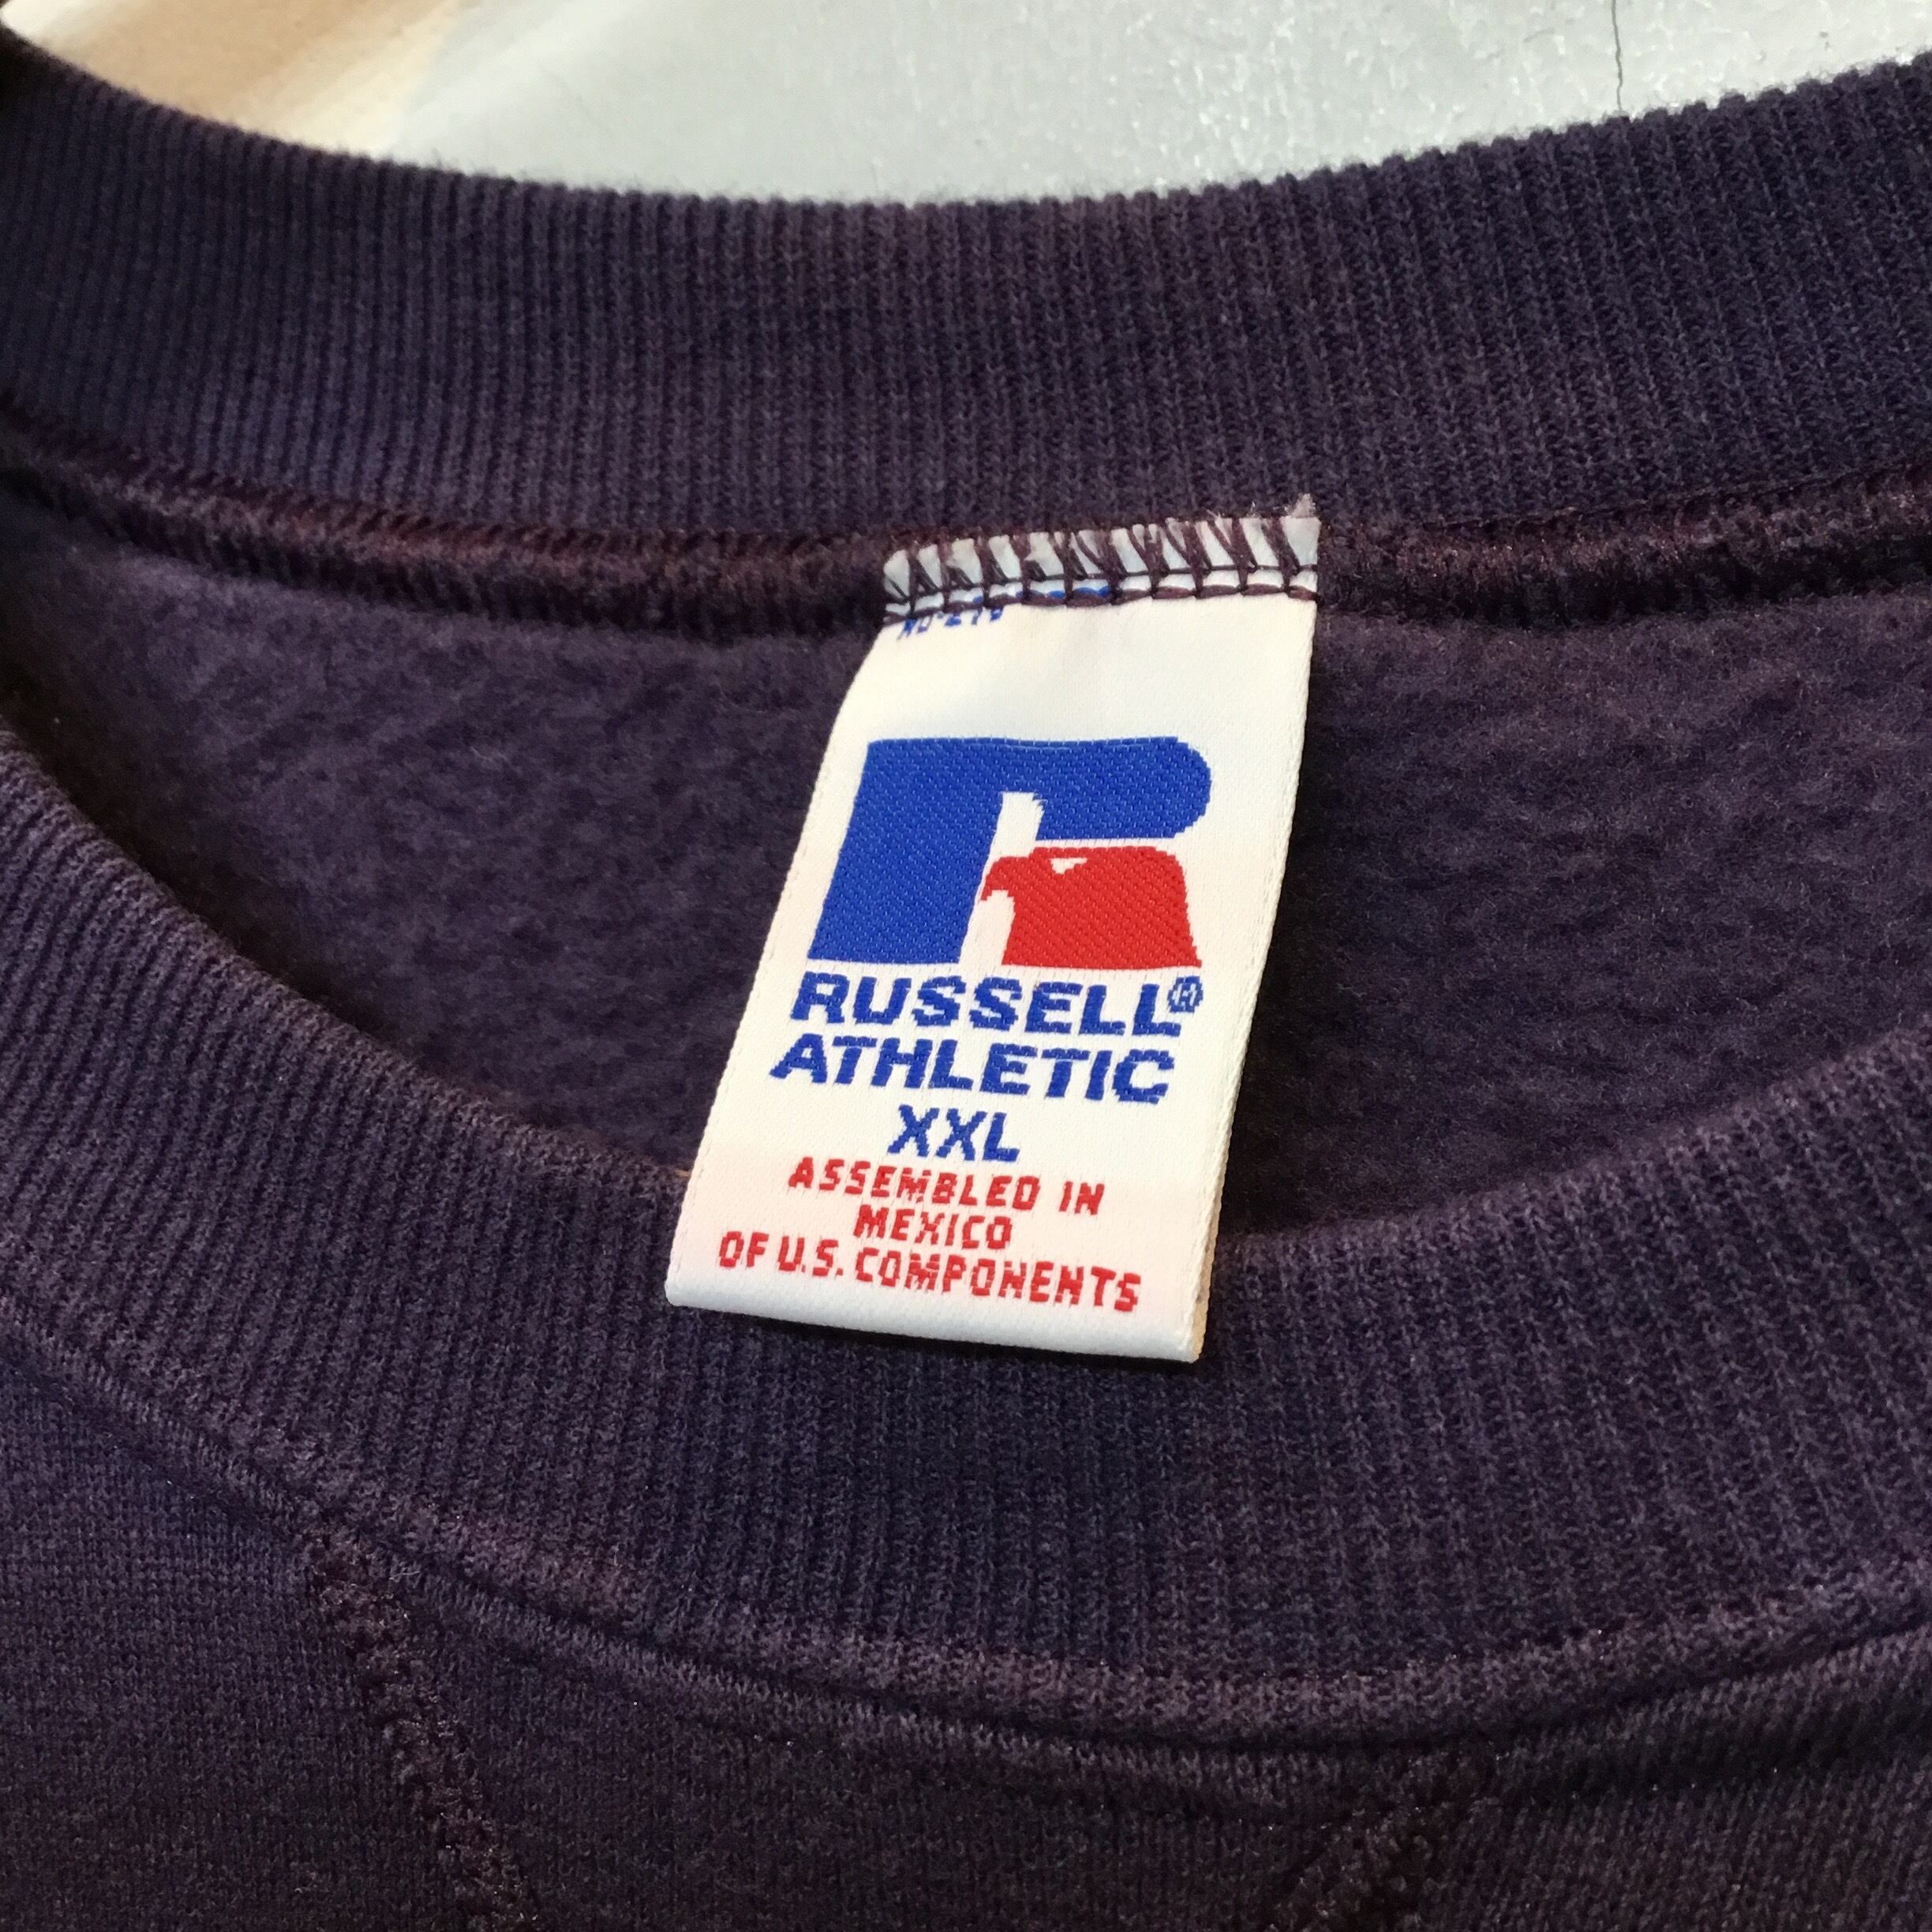 RUSSELL®
ATHLETIC
XXL
ASSEMBLED IN
MEXICO
OF U.S. COMPONENTS